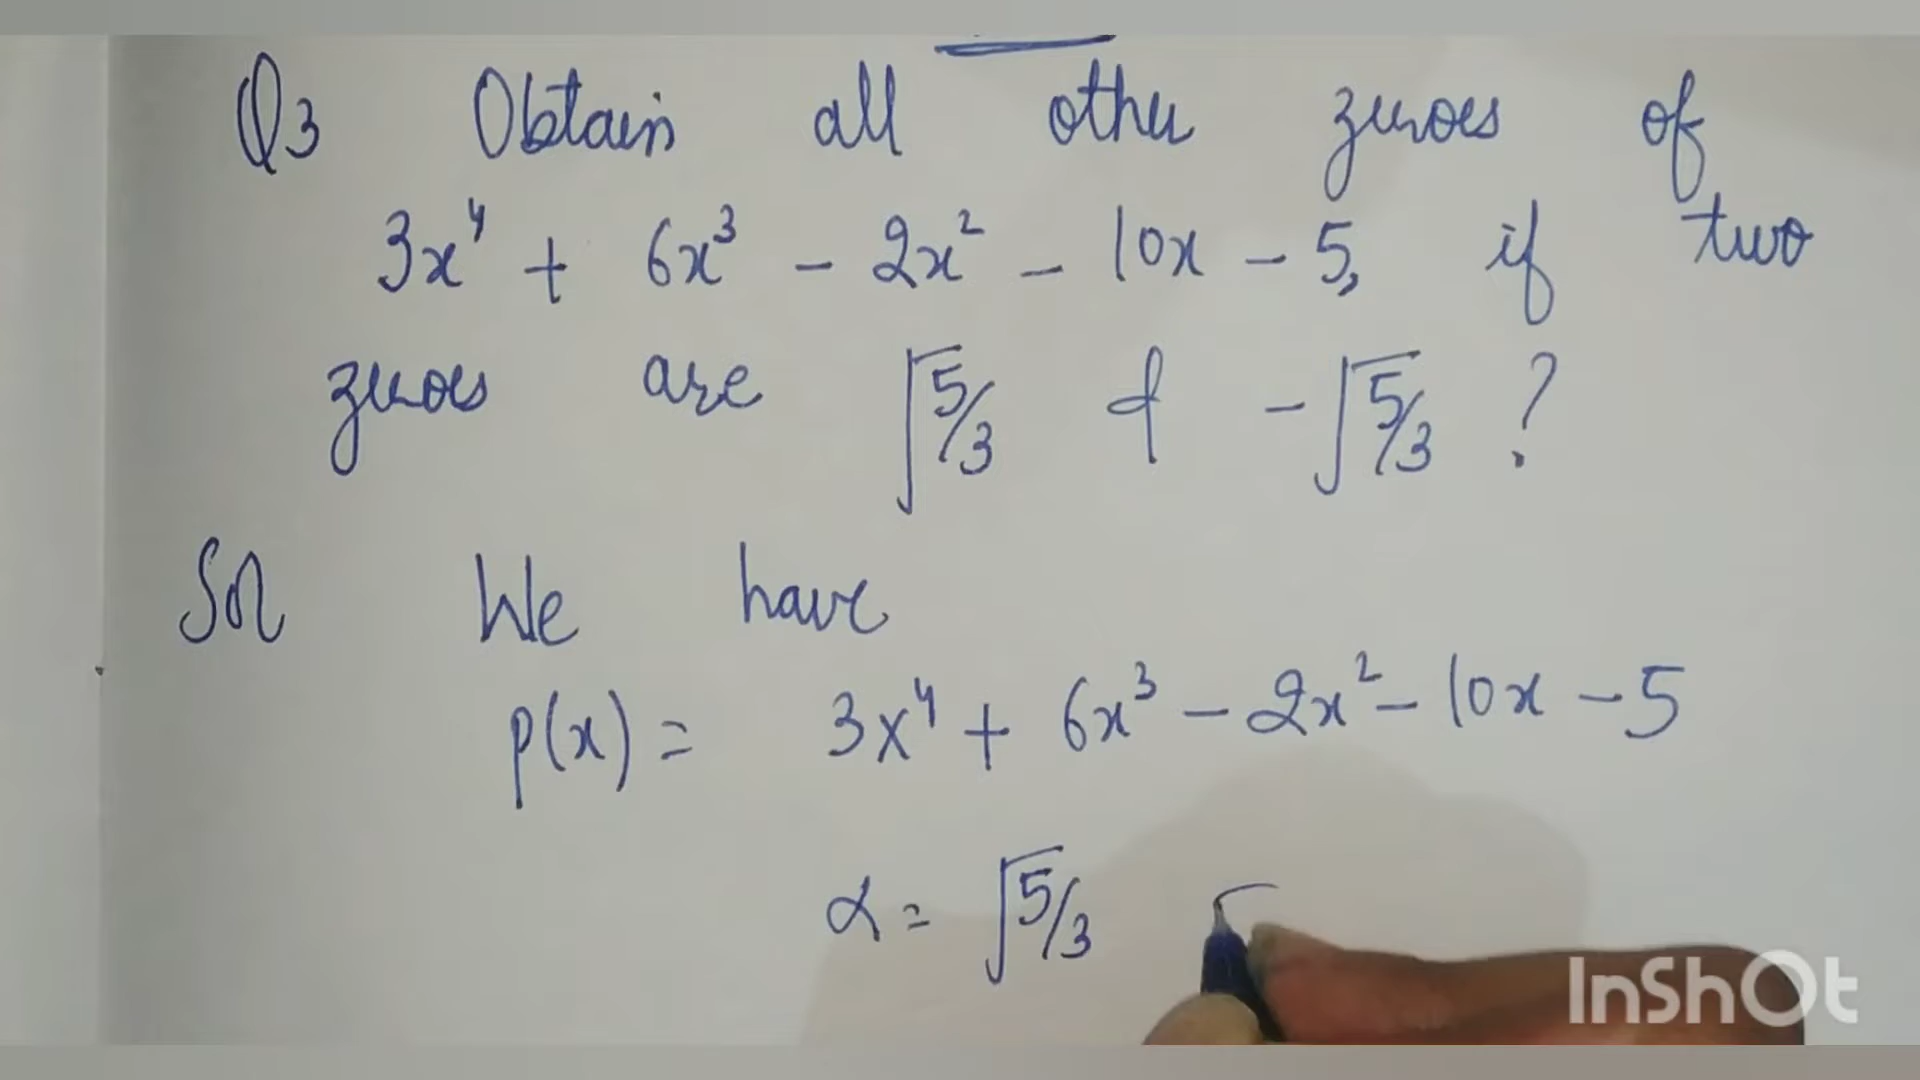 Q3 Obtain all other zeroes of
3x⁴ + 6x³ - 2x² - 10x - 5, if two
zeroes are √5/3 & -√5/3 ?
Sol We have
p(x) = 3x⁴ + 6x³ - 2x² - 10x - 5
α = √5/3
InShOt